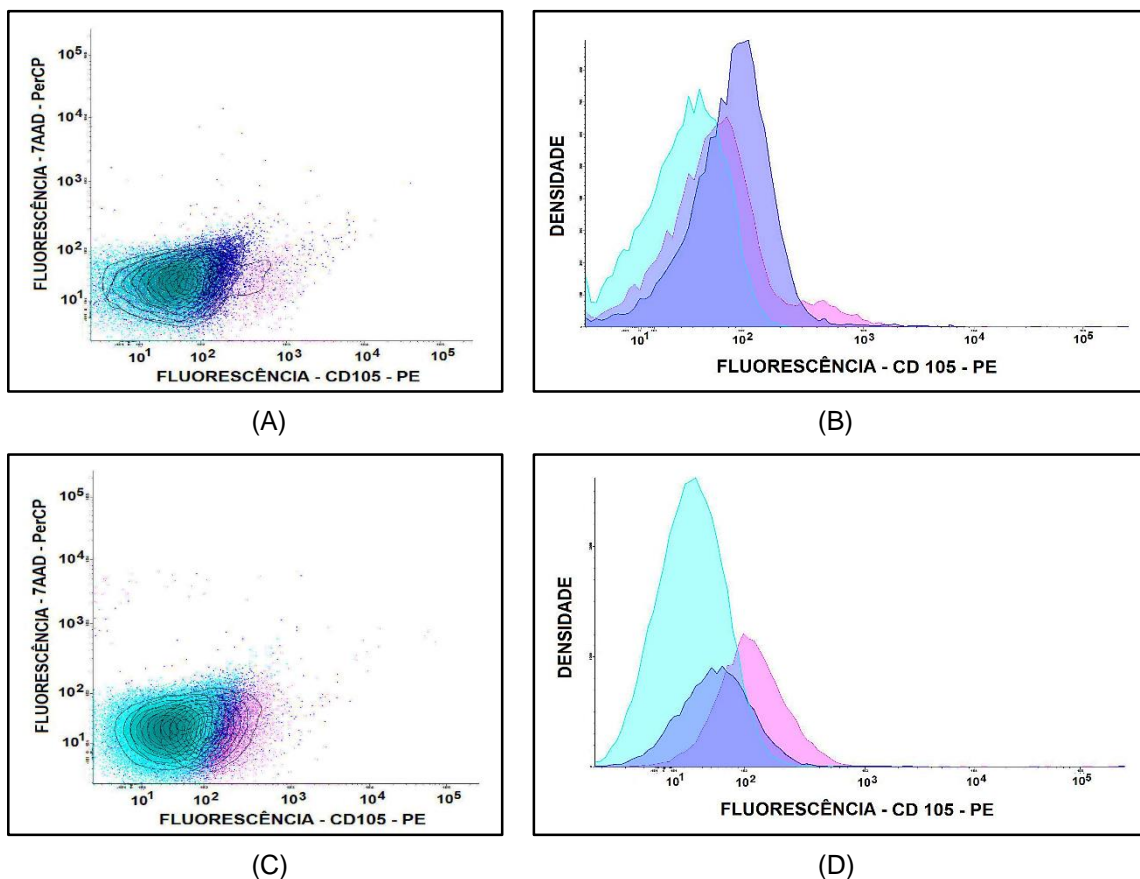 FLUORESCÊNCIA - 7AAD - PerCP
10⁵
10⁴
10³
10²
10¹
10¹ 10² 10³ 10⁴ 10⁵
FLUORESCÊNCIA - CD105 - PE
(A)
DENSIDADE
10¹ 10² 10³ 10⁴ 10⁵
FLUORESCÊNCIA - CD 105 - PE
(B)
FLUORESCÊNCIA - 7AAD - PerCP
10⁵
10⁴
10³
10²
10¹
10¹ 10² 10³ 10⁴ 10⁵
FLUORESCÊNCIA - CD105 - PE
(C)
DENSIDADE
10¹ 10² 10³ 10⁴ 10⁵
FLUORESCÊNCIA - CD 105 - PE
(D)